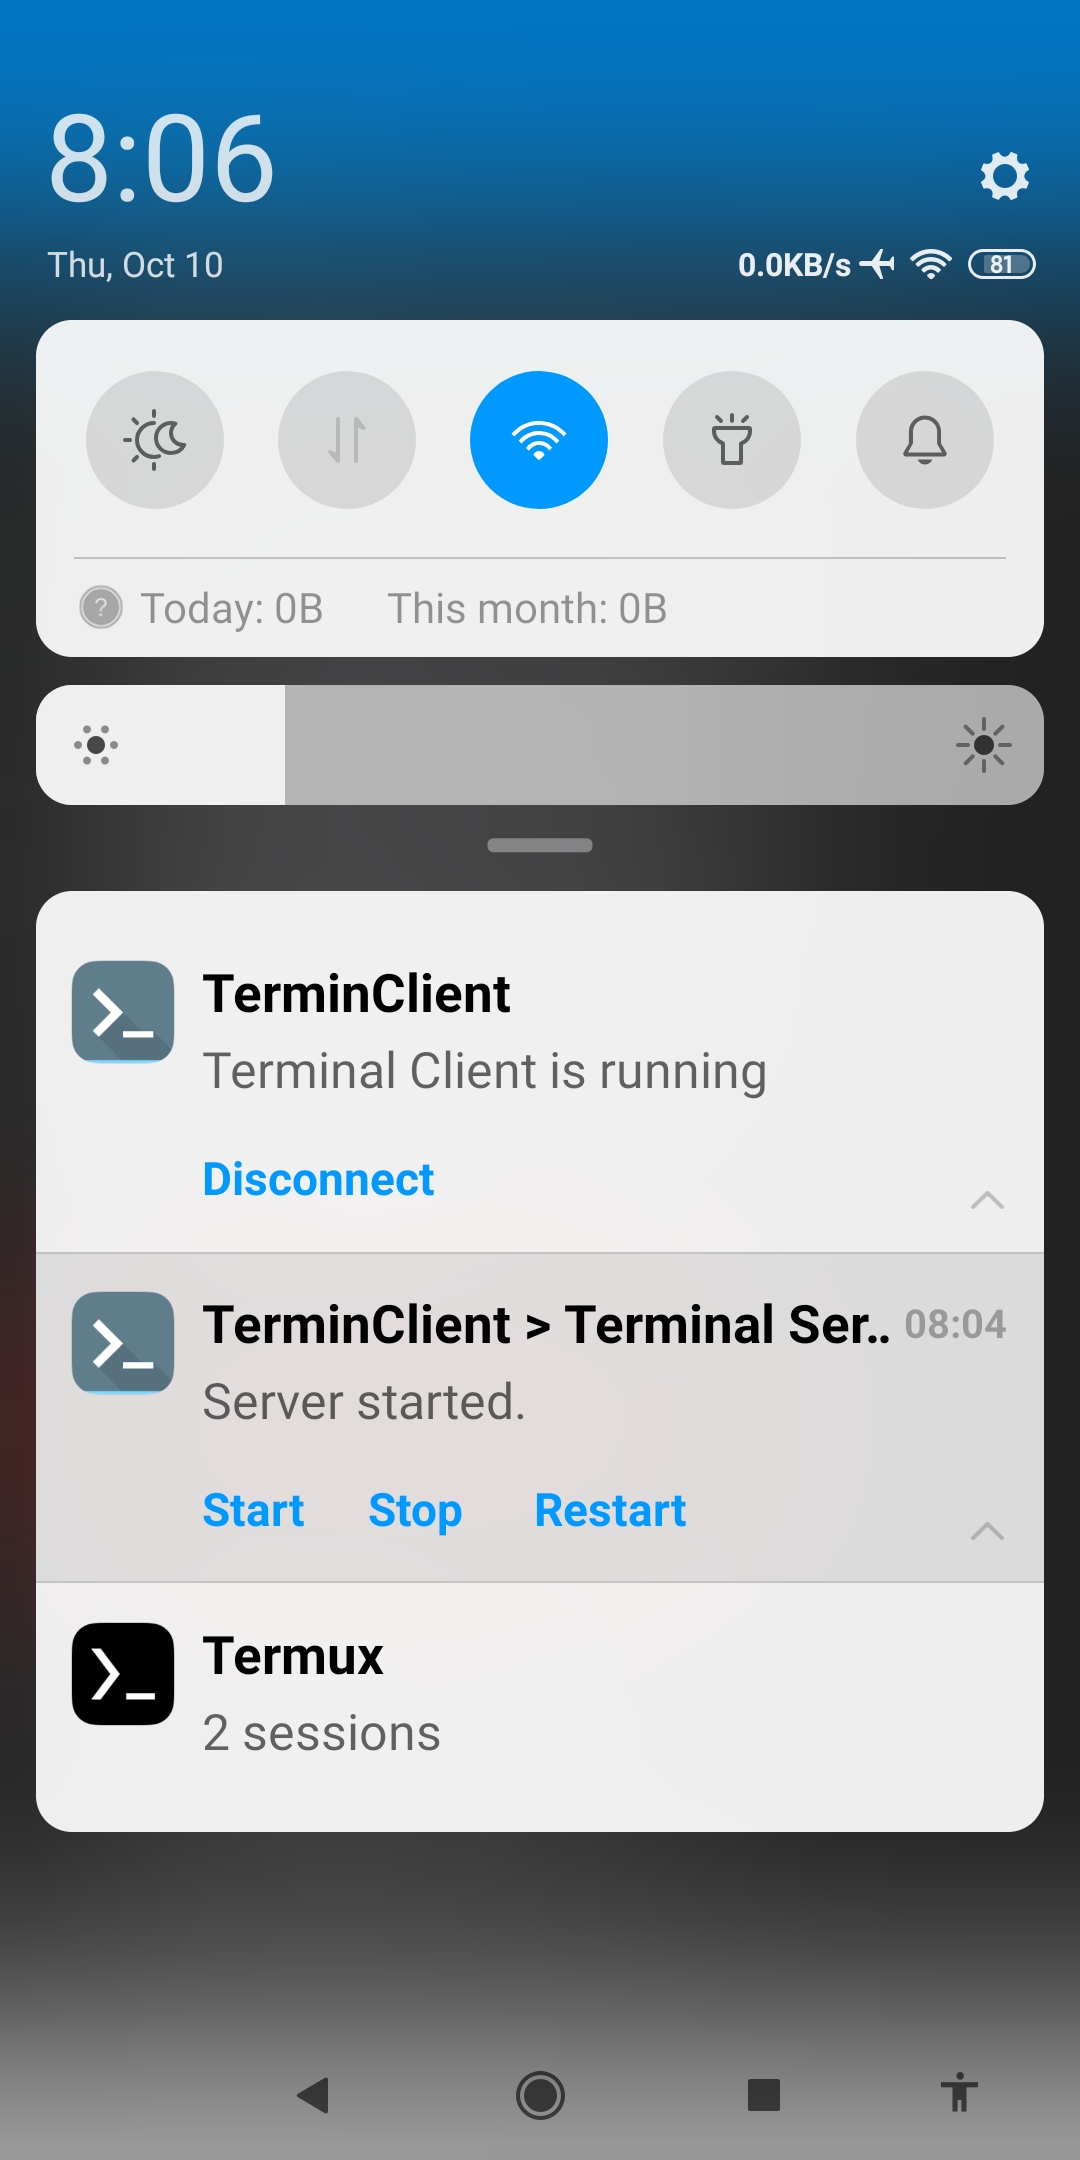 8:06
Thu, Oct 10
0.0KB/s 81
Today: 0B This month: 0B
TerminClient
Terminal Client is running
Disconnect
TerminClient > Terminal Ser.. 08:04
Server started.
Start Stop Restart
Termux
2 sessions